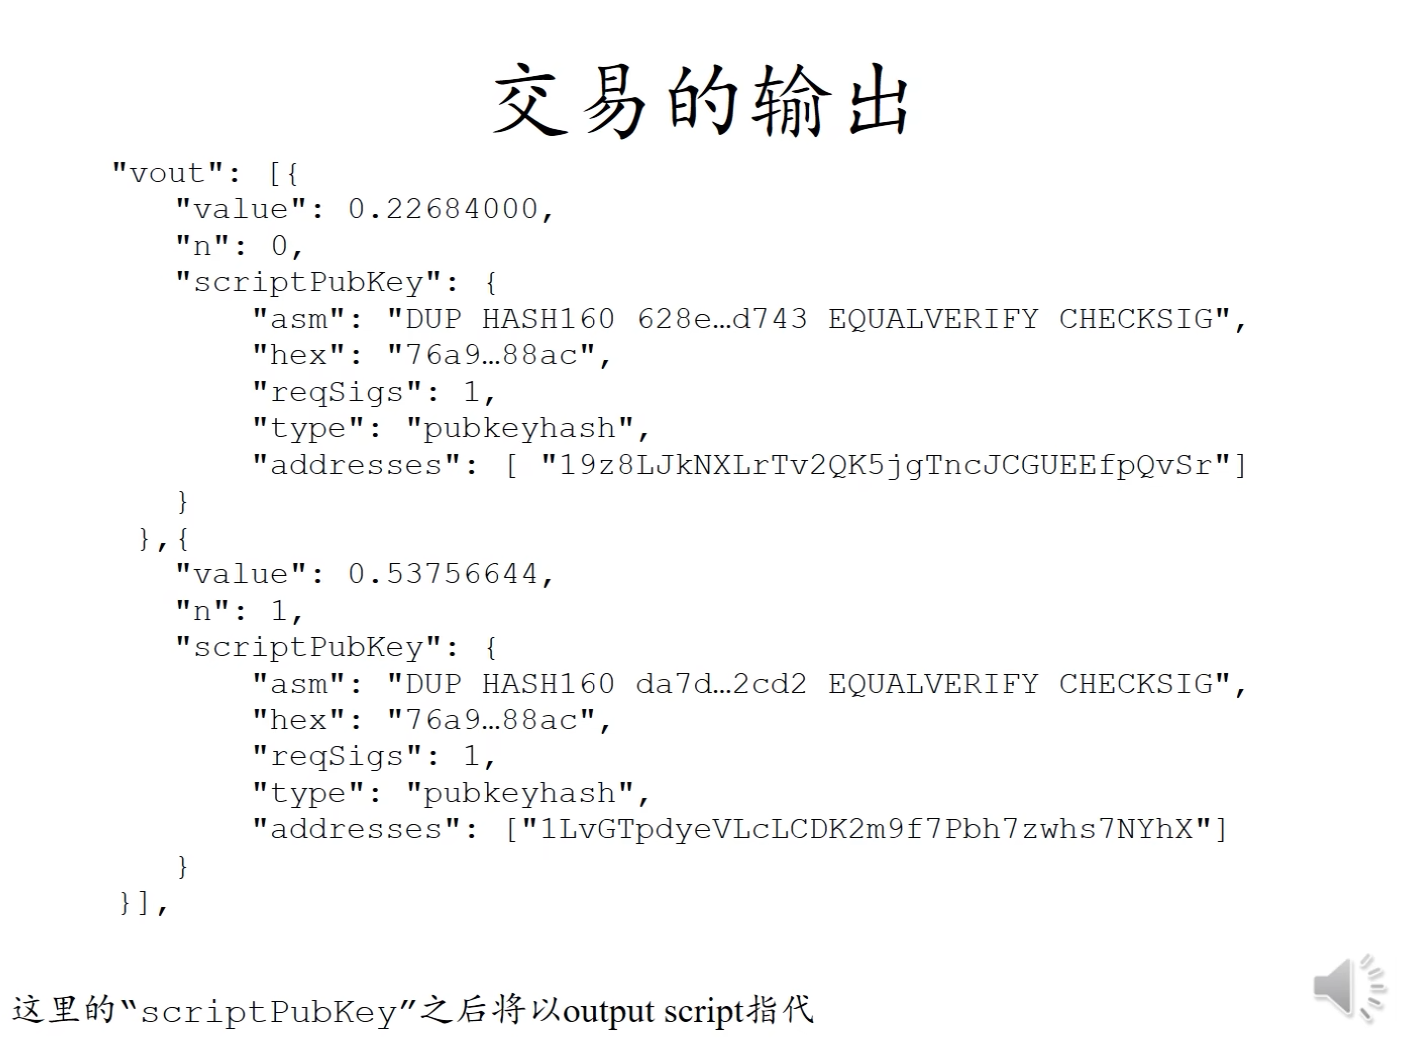 交易的输出
"vout": [{
"value": 0.22684000,
"n": 0,
"scriptPubKey": {
"asm": "DUP HASH160 628e…d743 EQUALVERIFY CHECKSIG",
"hex": "76a9…88ac",
"reqSigs": 1,
"type": "pubkeyhash",
"addresses": [ "19z8LJkNXLrTv2QK5jgTncJCGUEEfpQvSr"]
}
},{
"value": 0.53756644,
"n": 1,
"scriptPubKey": {
"asm": "DUP HASH160 da7d…2cd2 EQUALVERIFY CHECKSIG",
"hex": "76a9…88ac",
"reqSigs": 1,
"type": "pubkeyhash",
"addresses": ["1LvGTpdyeVLcLCDK2m9f7Pbh7zwhs7NYhX"]
}
}],
这里的“scriptPubKey”之后将以output script指代